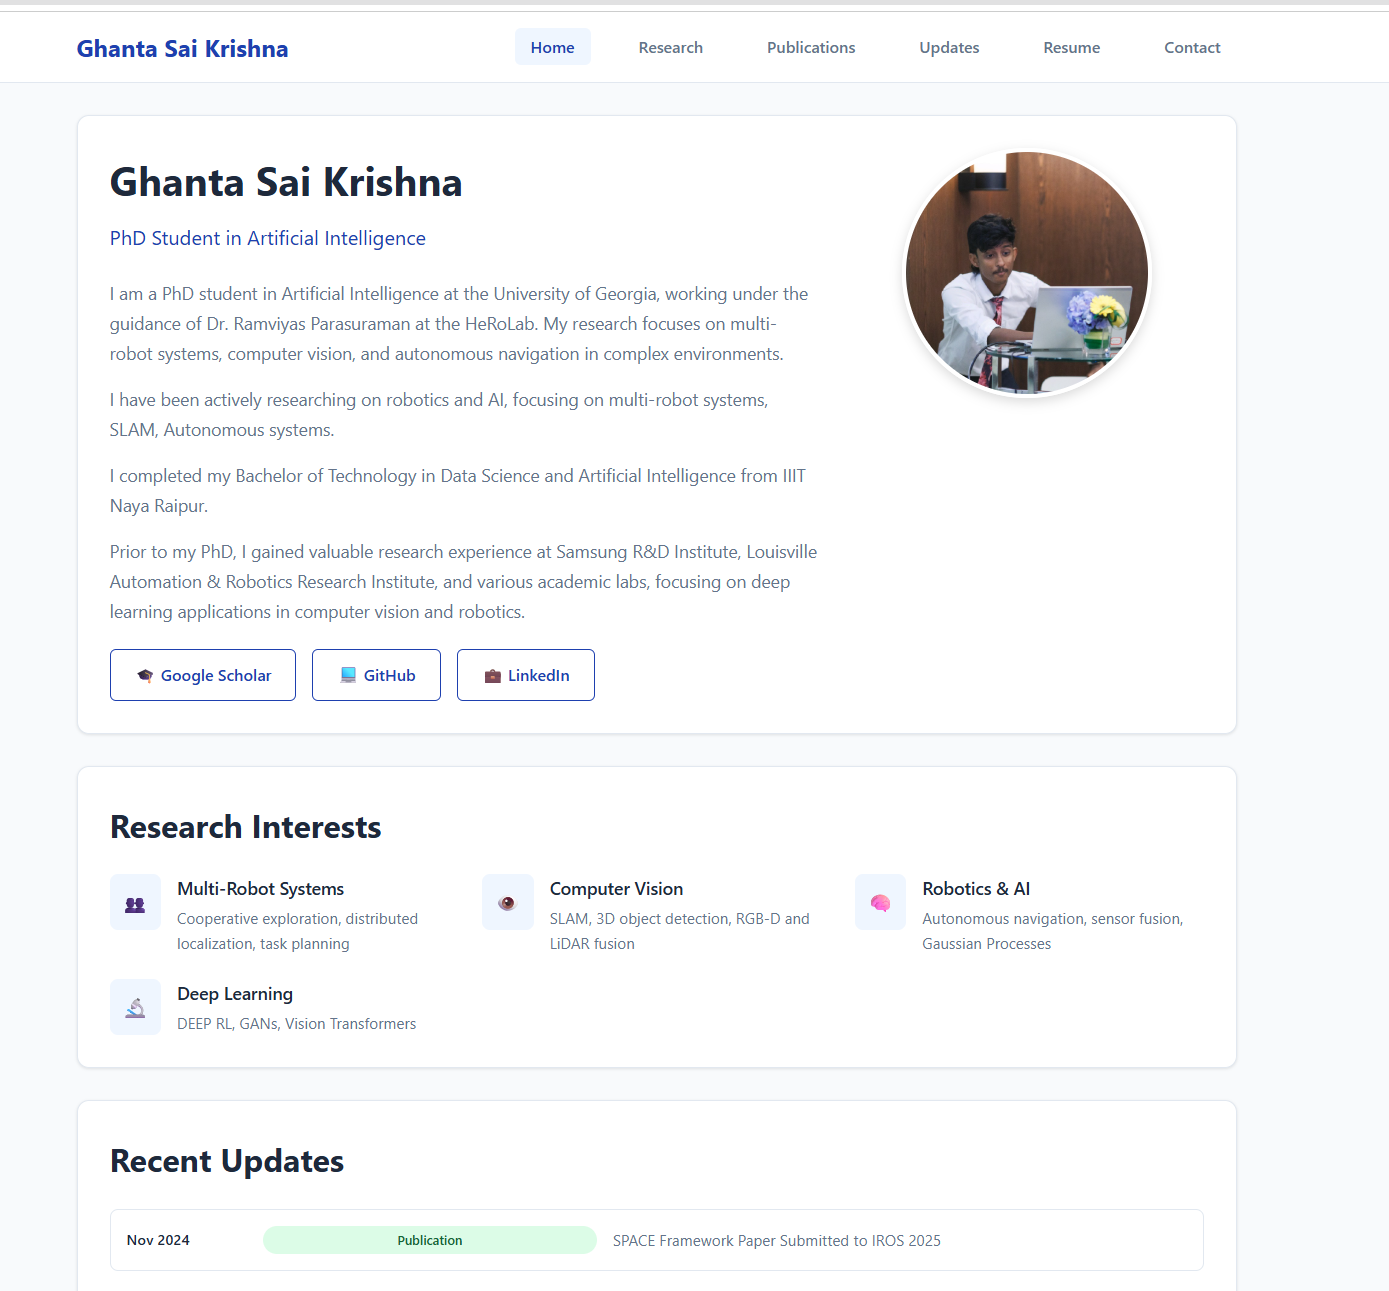 Ghanta Sai Krishna
Home
Research
Publications
Updates
Resume
Contact
Ghanta Sai Krishna
PhD Student in Artificial Intelligence
I am a PhD student in Artificial Intelligence at the University of Georgia, working under the
guidance of Dr. Ramviyas Parasuraman at the HeRoLab. My research focuses on multi-
robot systems, computer vision, and autonomous navigation in complex environments.
I have been actively researching on robotics and AI, focusing on multi-robot systems,
SLAM, Autonomous systems.
I completed my Bachelor of Technology in Data Science and Artificial Intelligence from IIIT
Naya Raipur.
Prior to my PhD, I gained valuable research experience at Samsung R&D Institute, Louisville
Automation & Robotics Research Institute, and various academic labs, focusing on deep
learning applications in computer vision and robotics.
Google Scholar
GitHub
LinkedIn
Research Interests
Multi-Robot Systems
Cooperative exploration, distributed
localization, task planning
Computer Vision
SLAM, 3D object detection, RGB-D and
LiDAR fusion
Robotics & AI
Autonomous navigation, sensor fusion,
Gaussian Processes
Deep Learning
DEEP RL, GANs, Vision Transformers
Recent Updates
Nov 2024
Publication
SPACE Framework Paper Submitted to IROS 2025